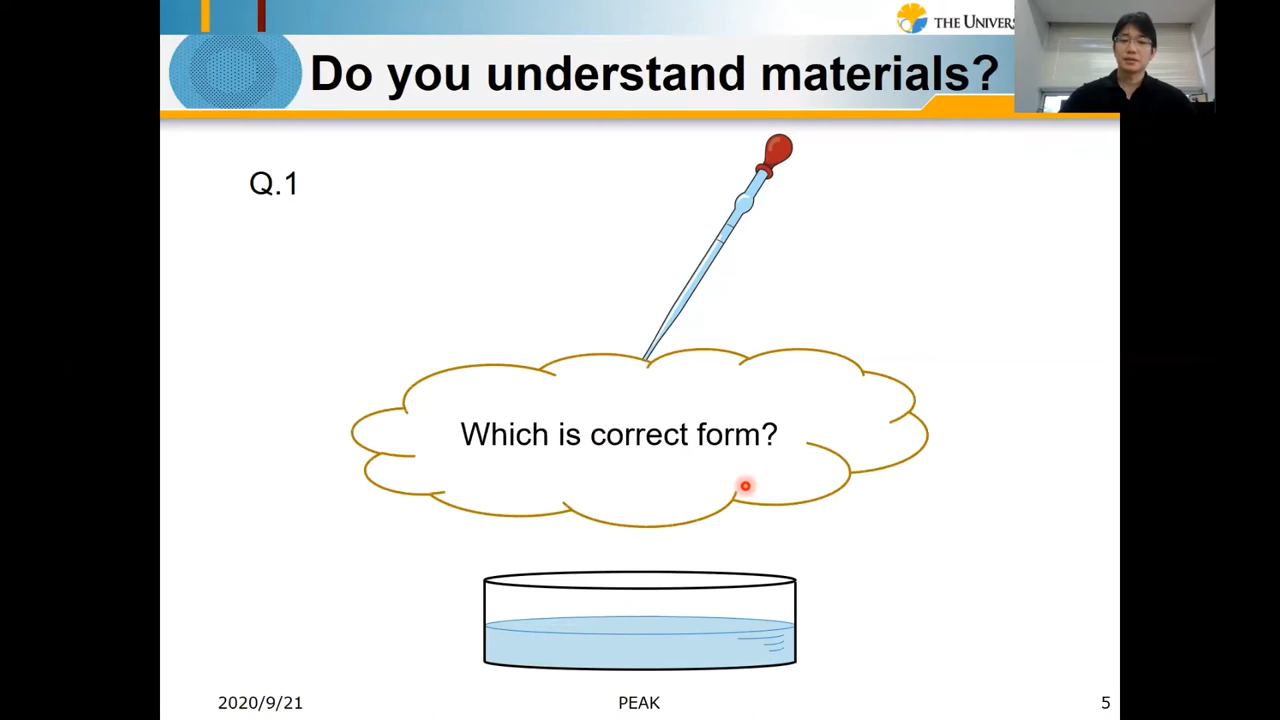 THE UNIVERS
Do you understand materials?
Q.1
Which is correct form?
2020/9/21
PEAK
5